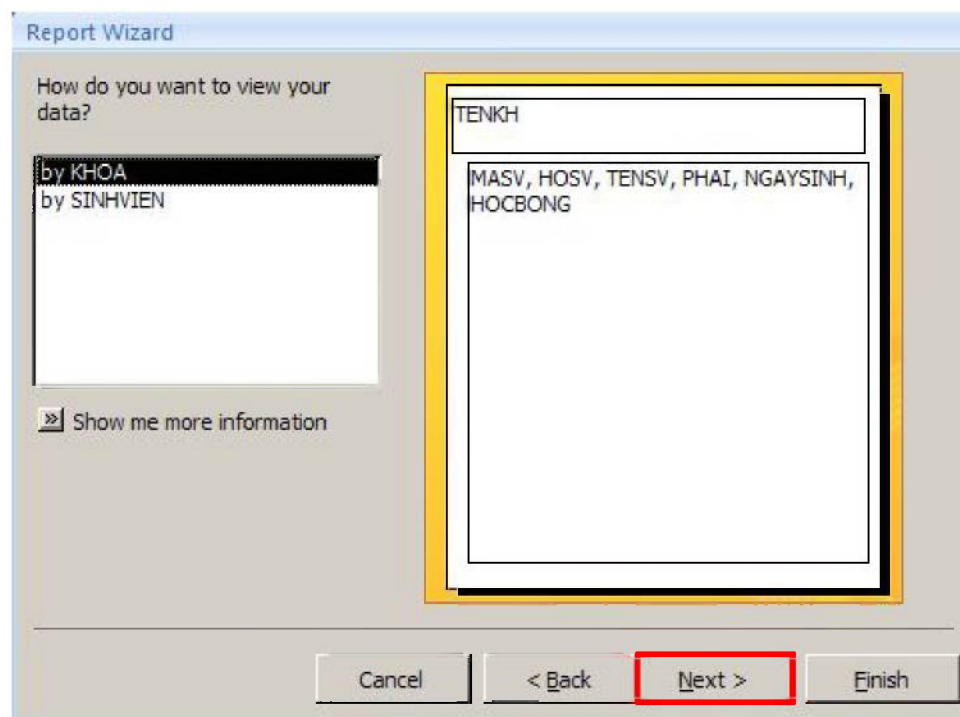 Report Wizard
How do you want to view your
data?
by KHOA
by SINHVIEN
» Show me more information
TENKH
MASV, HOSV, TENSV, PHAI, NGAYSINH,
HOCBONG
Cancel
< Back
Next >
Finish